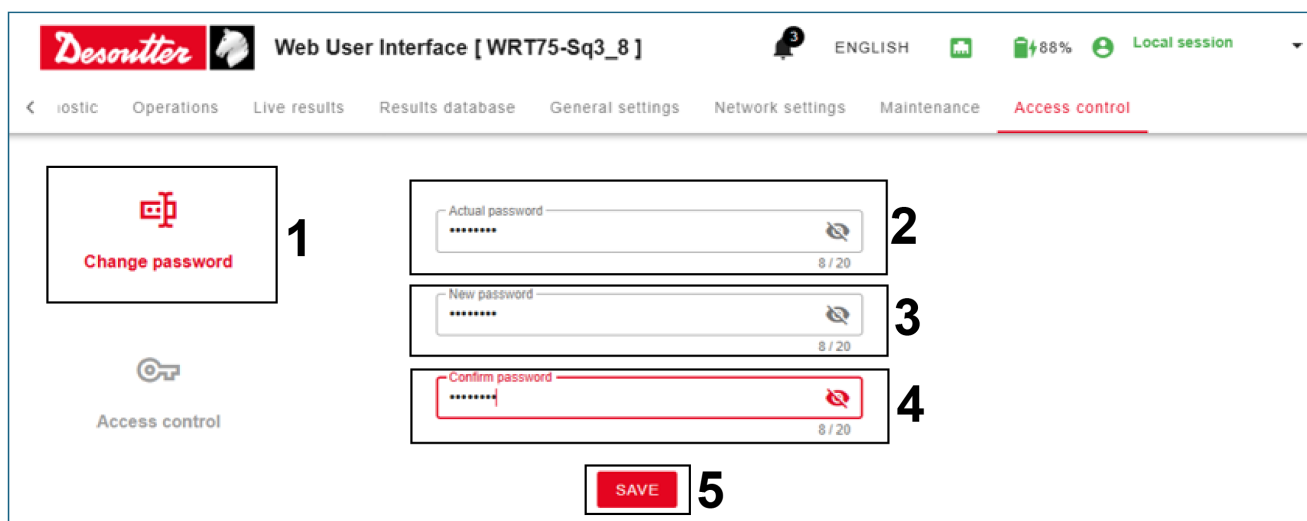 Desoutter Web User Interface [ WRT75-Sq3_8 ] 3 ENGLISH 88% Local session
nostic Operations Live results Results database General settings Network settings Maintenance Access control
Change password
1
Actual password
••••••••
8 / 20
2
New password
••••••••
8 / 20
3
Access control
Confirm password
••••••••
8 / 20
4
SAVE
5